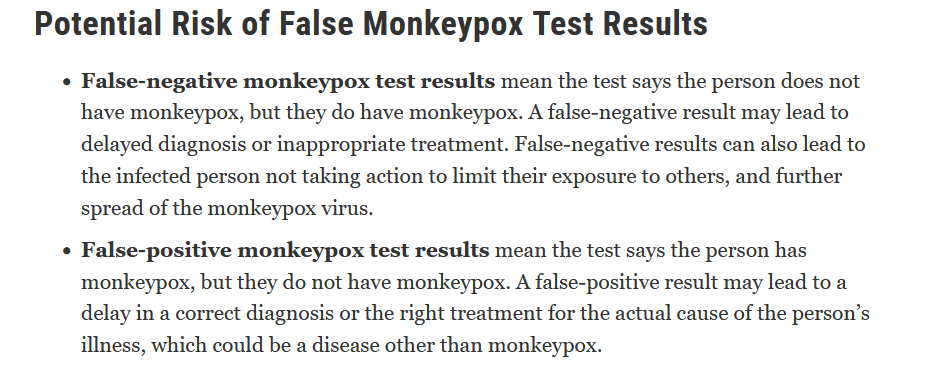 Potential Risk of False Monkeypox Test Results
• False-negative monkeypox test results mean the test says the person does not
have monkeypox, but they do have monkeypox. A false-negative result may lead to
delayed diagnosis or inappropriate treatment. False-negative results can also lead to
the infected person not taking action to limit their exposure to others, and further
spread of the monkeypox virus.
• False-positive monkeypox test results mean the test says the person has
monkeypox, but they do not have monkeypox. A false-positive result may lead to a
delay in a correct diagnosis or the right treatment for the actual cause of the person’s
illness, which could be a disease other than monkeypox.